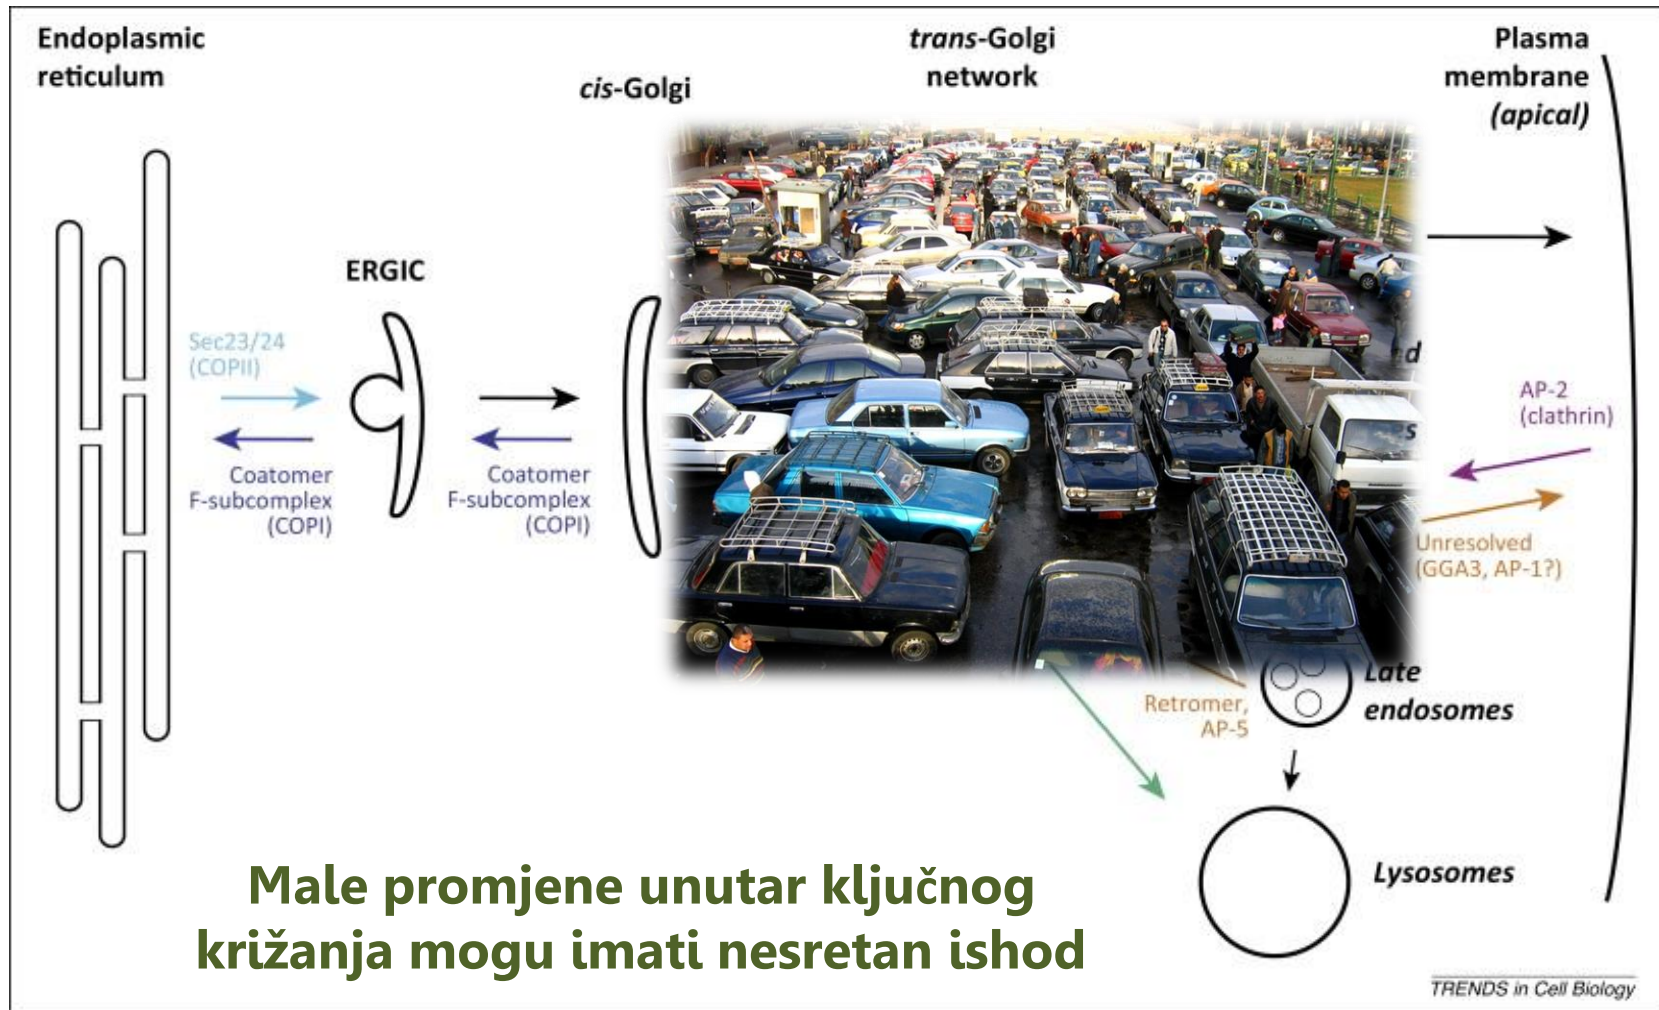 Endoplasmic
reticulum
cis-Golgi
trans-Golgi
network
Plasma
membrane
(apical)
ERGIC
Sec23/24
(COPII)
Coatomer
F-subcomplex
(COPI)
Coatomer
F-subcomplex
(COPI)
AP-2
(clathrin)
Unresolved
(GGA3, AP-1?)
Retromer,
AP-5
Late
endosomes
Lysosomes
Male promjene unutar ključnog
križanja mogu imati nesretan ishod
TRENDS in Cell Biology